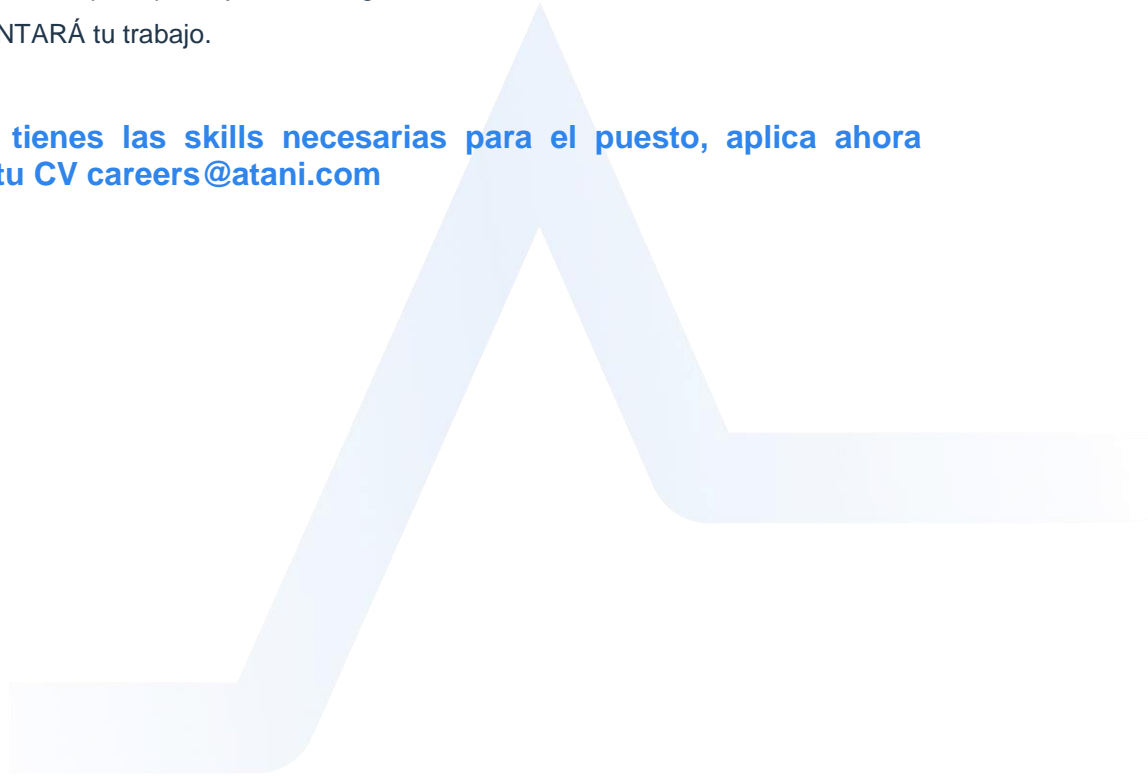 NTARÁ tu trabajo.
tienes las skills necesarias para el puesto, aplica ahora
tu CV careers@atani.com